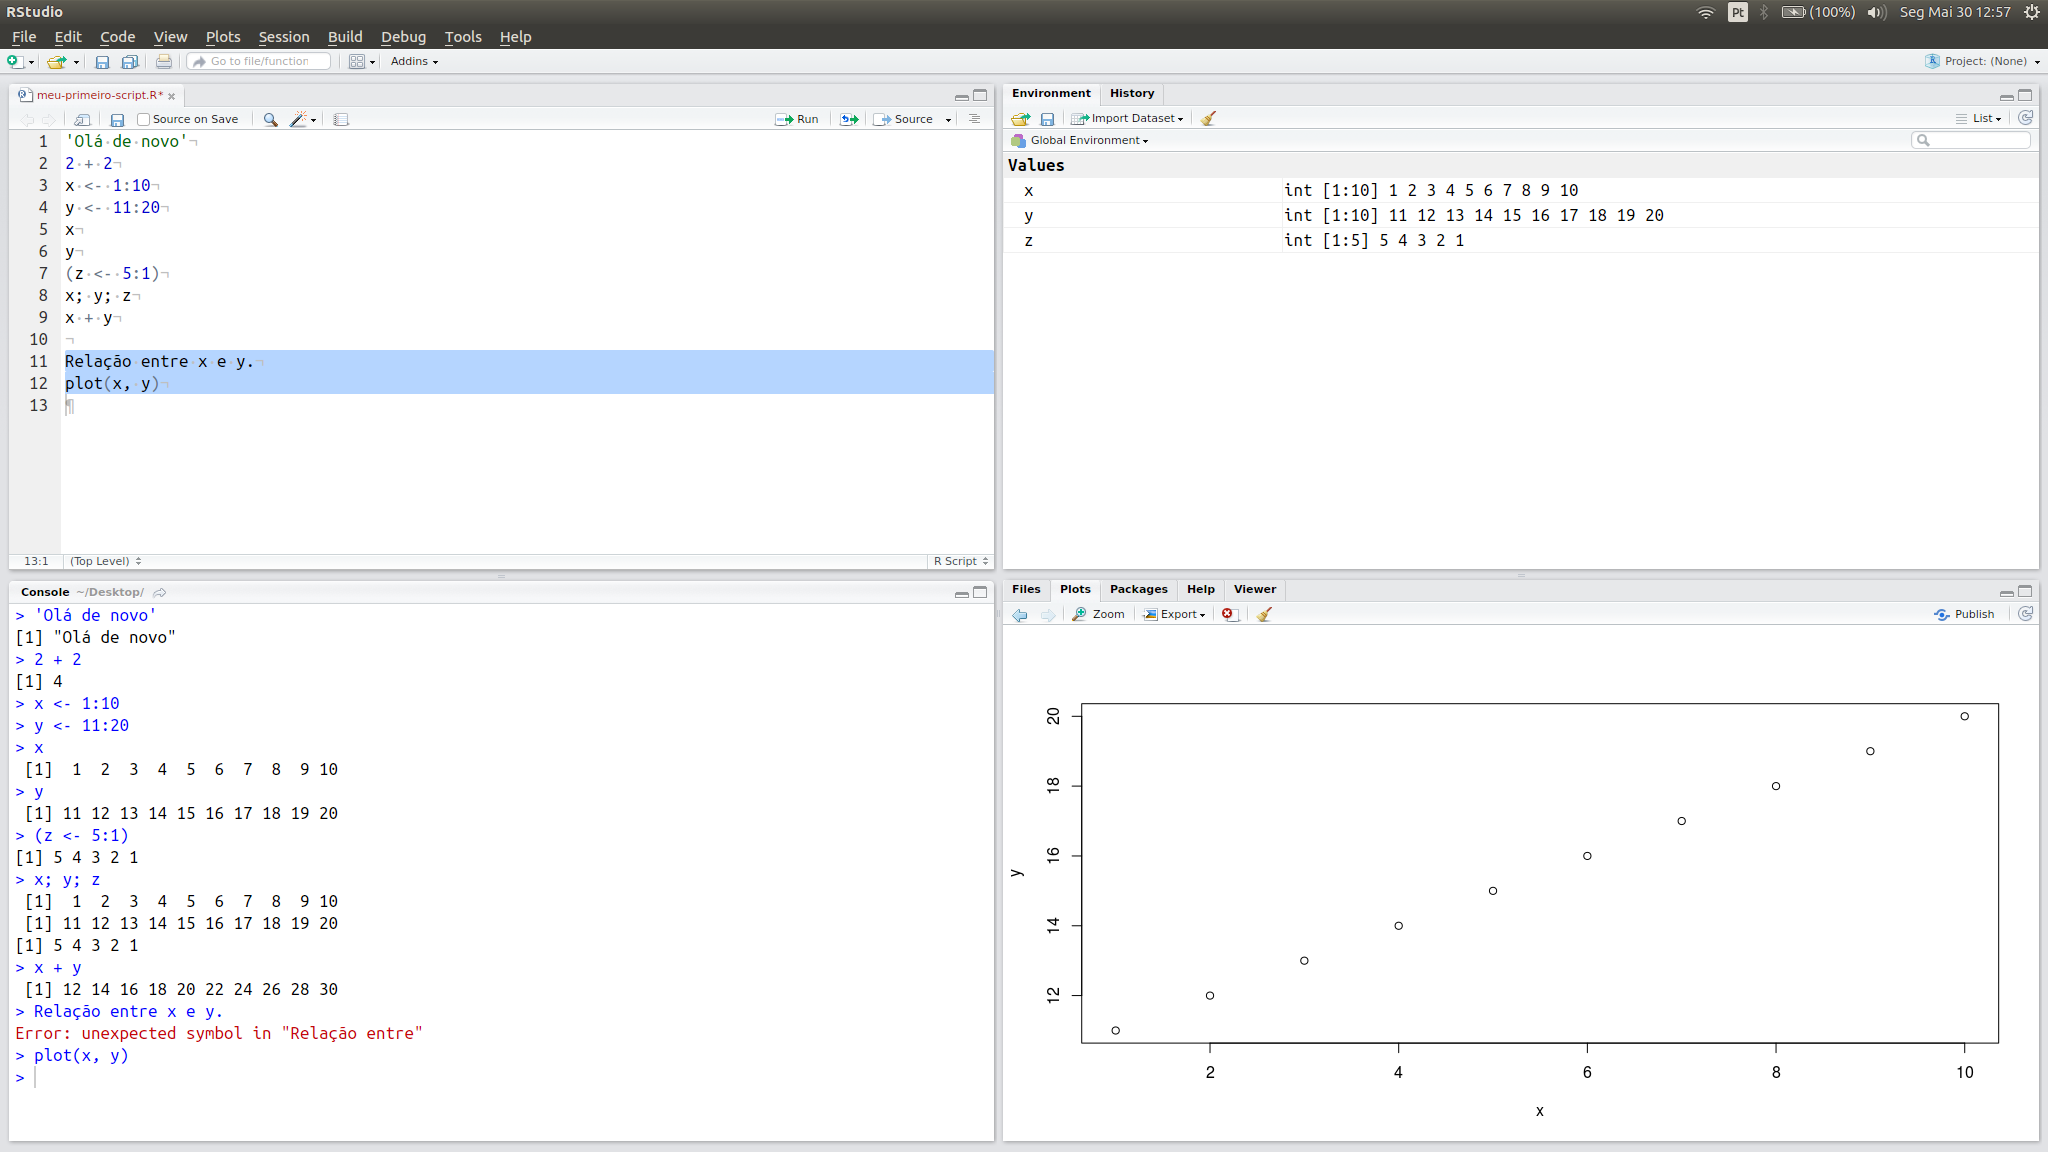 RStudio
Pt (100%) Seg Mai 30 12:57
File Edit Code View Plots Session Build Debug Tools Help
Go to file/function Addins Project: (None)
meu-primeiro-script.R*
Source on Save Run Source
1 'Olá de novo'
2 2 + 2
3 x <- 1:10
4 y <- 11:20
5 x
6 y
7 (z <- 5:1)
8 x; y; z
9 x + y
10
11 Relação entre x e y.
12 plot(x, y)
13
13:1 (Top Level) R Script
Console ~/Desktop/
> 'Olá de novo'
[1] "Olá de novo"
> 2 + 2
[1] 4
> x <- 1:10
> y <- 11:20
> x
[1] 1 2 3 4 5 6 7 8 9 10
> y
[1] 11 12 13 14 15 16 17 18 19 20
> (z <- 5:1)
[1] 5 4 3 2 1
> x; y; z
[1] 1 2 3 4 5 6 7 8 9 10
[1] 11 12 13 14 15 16 17 18 19 20
[1] 5 4 3 2 1
> x + y
[1] 12 14 16 18 20 22 24 26 28 30
> Relação entre x e y.
Error: unexpected symbol in "Relação entre"
> plot(x, y)
>
Environment History
Import Dataset List
Global Environment
Values
x int [1:10] 1 2 3 4 5 6 7 8 9 10
y int [1:10] 11 12 13 14 15 16 17 18 19 20
z int [1:5] 5 4 3 2 1
Files Plots Packages Help Viewer
Zoom Export Publish
20
18
16
14
12
y
2 4 6 8 10
x